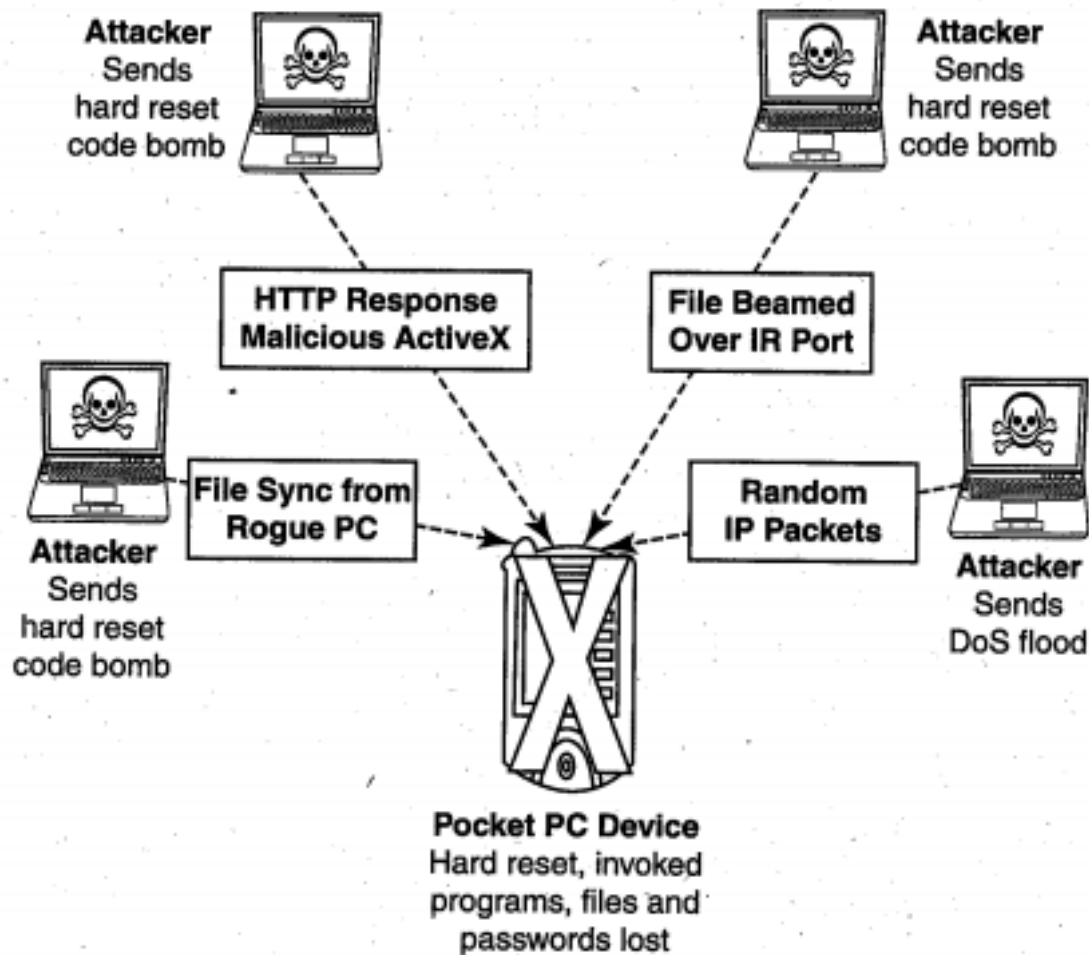 Attacker
Sends
hard reset
code bomb
Attacker
Sends
hard reset
code bomb
HTTP Response
Malicious ActiveX
File Beamed
Over IR Port
File Sync from
Rogue PC
Random
IP Packets
Attacker
Sends
hard reset
code bomb
Attacker
Sends
DoS flood
Pocket PC Device
Hard reset, invoked
programs, files and
passwords lost